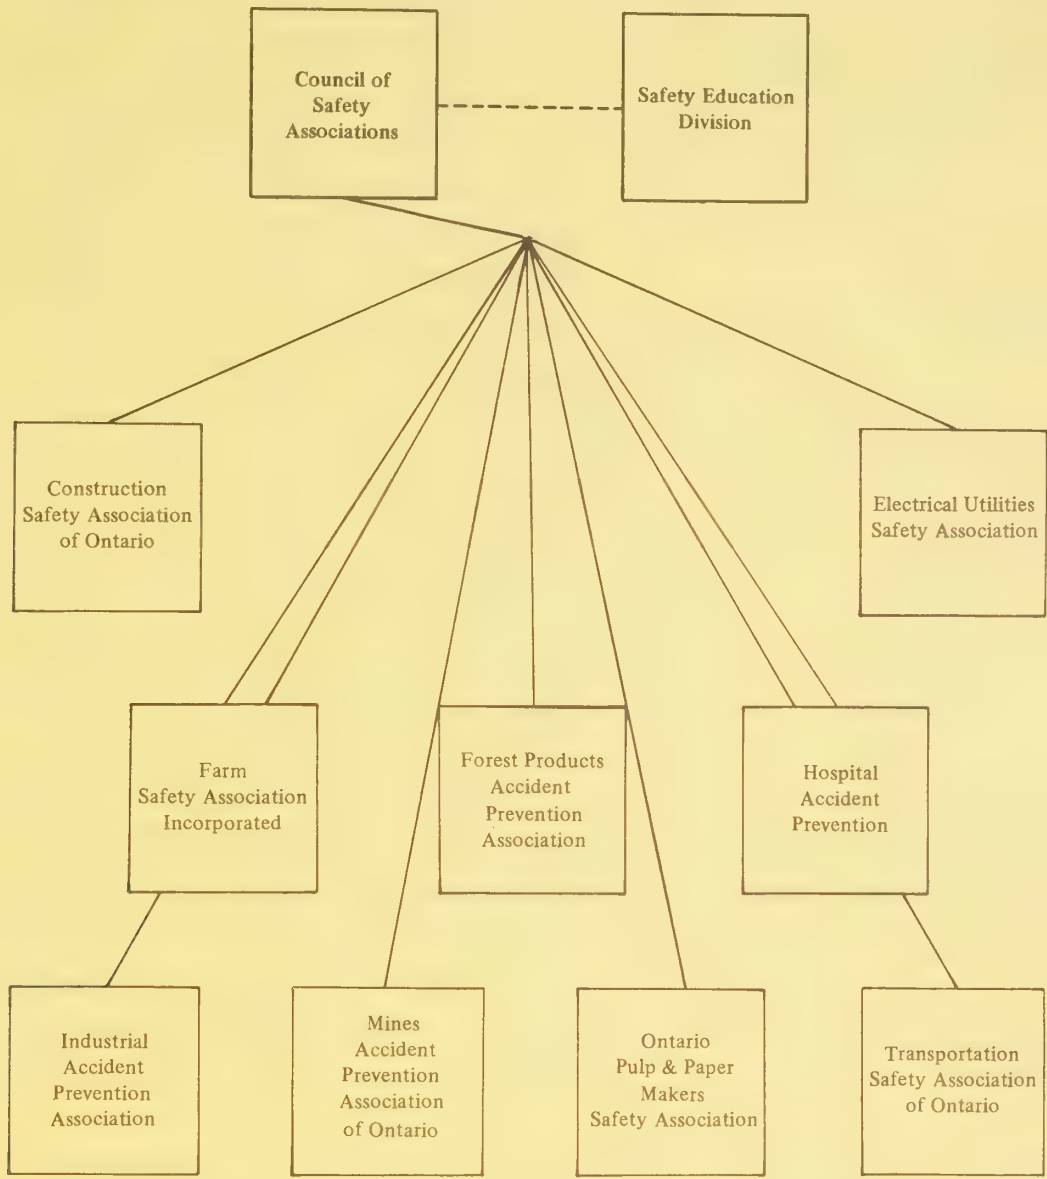 Council of
Safety
Associations
Safety Education
Division
Construction
Safety Association
of Ontario
Electrical Utilities
Safety Association
Farm
Safety Association
Incorporated
Forest Products
Accident
Prevention
Association
Hospital
Accident
Prevention
Industrial
Accident
Prevention
Association
Mines
Accident
Prevention
Association
of Ontario
Ontario
Pulp & Paper
Makers
Safety Association
Transportation
Safety Association
of Ontario